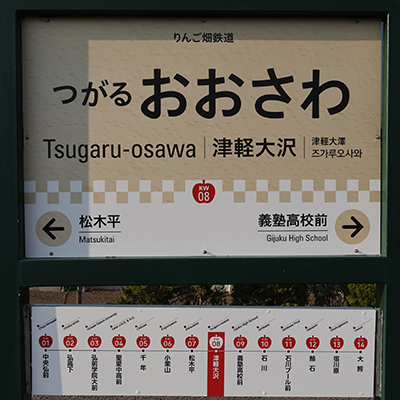 りんご畑鉄道
つがる おおさわ
Tsugaru-osawa 津軽大沢 津軽大澤
즈가루오사와
KW
08
松木平
Matsukitai
義塾高校前
Gijuku High School
01 02 03 04 05 06 07 08 09 10 11 12 13 14
中央弘前 弘高下 弘前学院大前 聖愛中高前 千年 小栗山 松木平 津軽大沢 義塾高校前 石川 石川プール前 鯖石 宿川原 大鰐